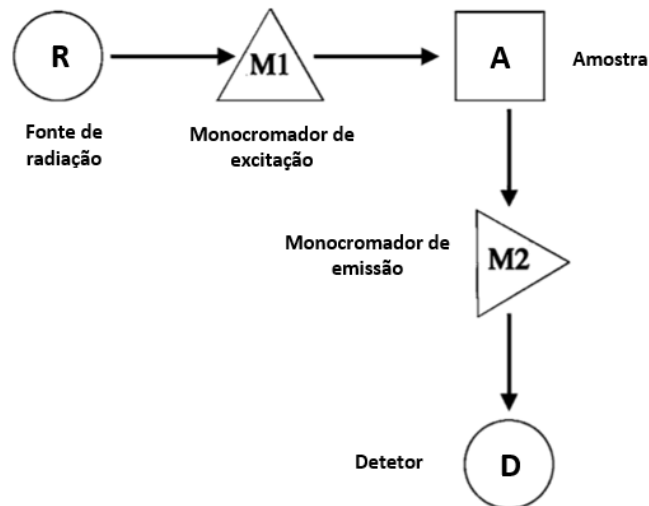 R
M1
A
Amostra
Fonte de
radiação
Monocromador de
excitação
Monocromador de
emissão
M2
Detetor
D